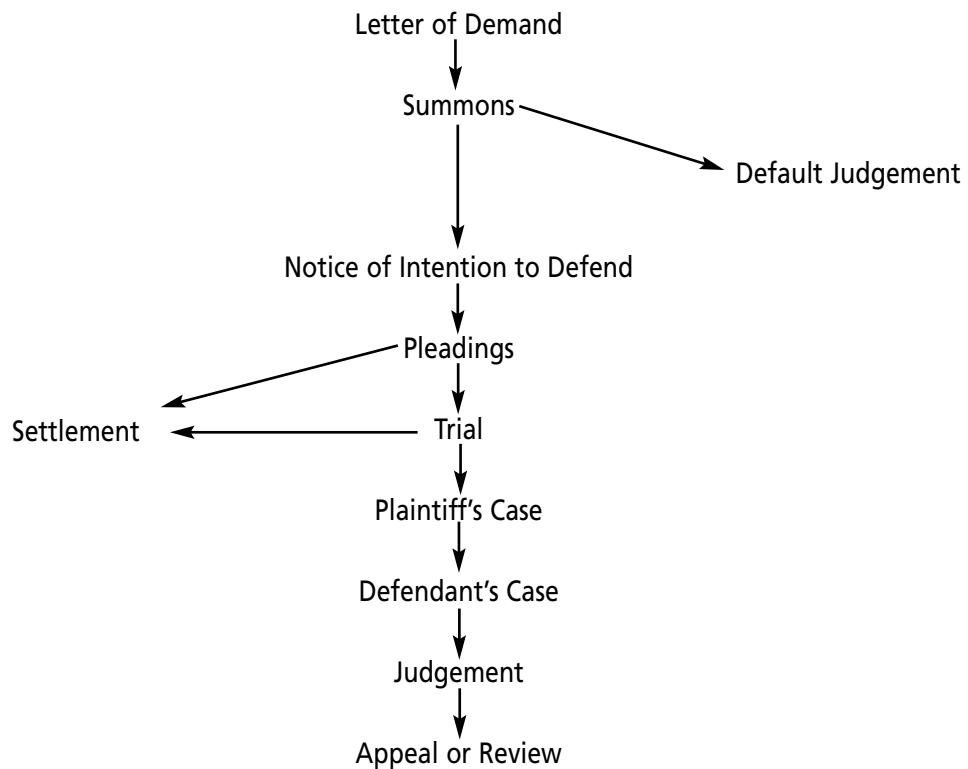 Letter of Demand
Summons
Default Judgement
Notice of Intention to Defend
Pleadings
Settlement
Trial
Plaintiff's Case
Defendant's Case
Judgement
Appeal or Review